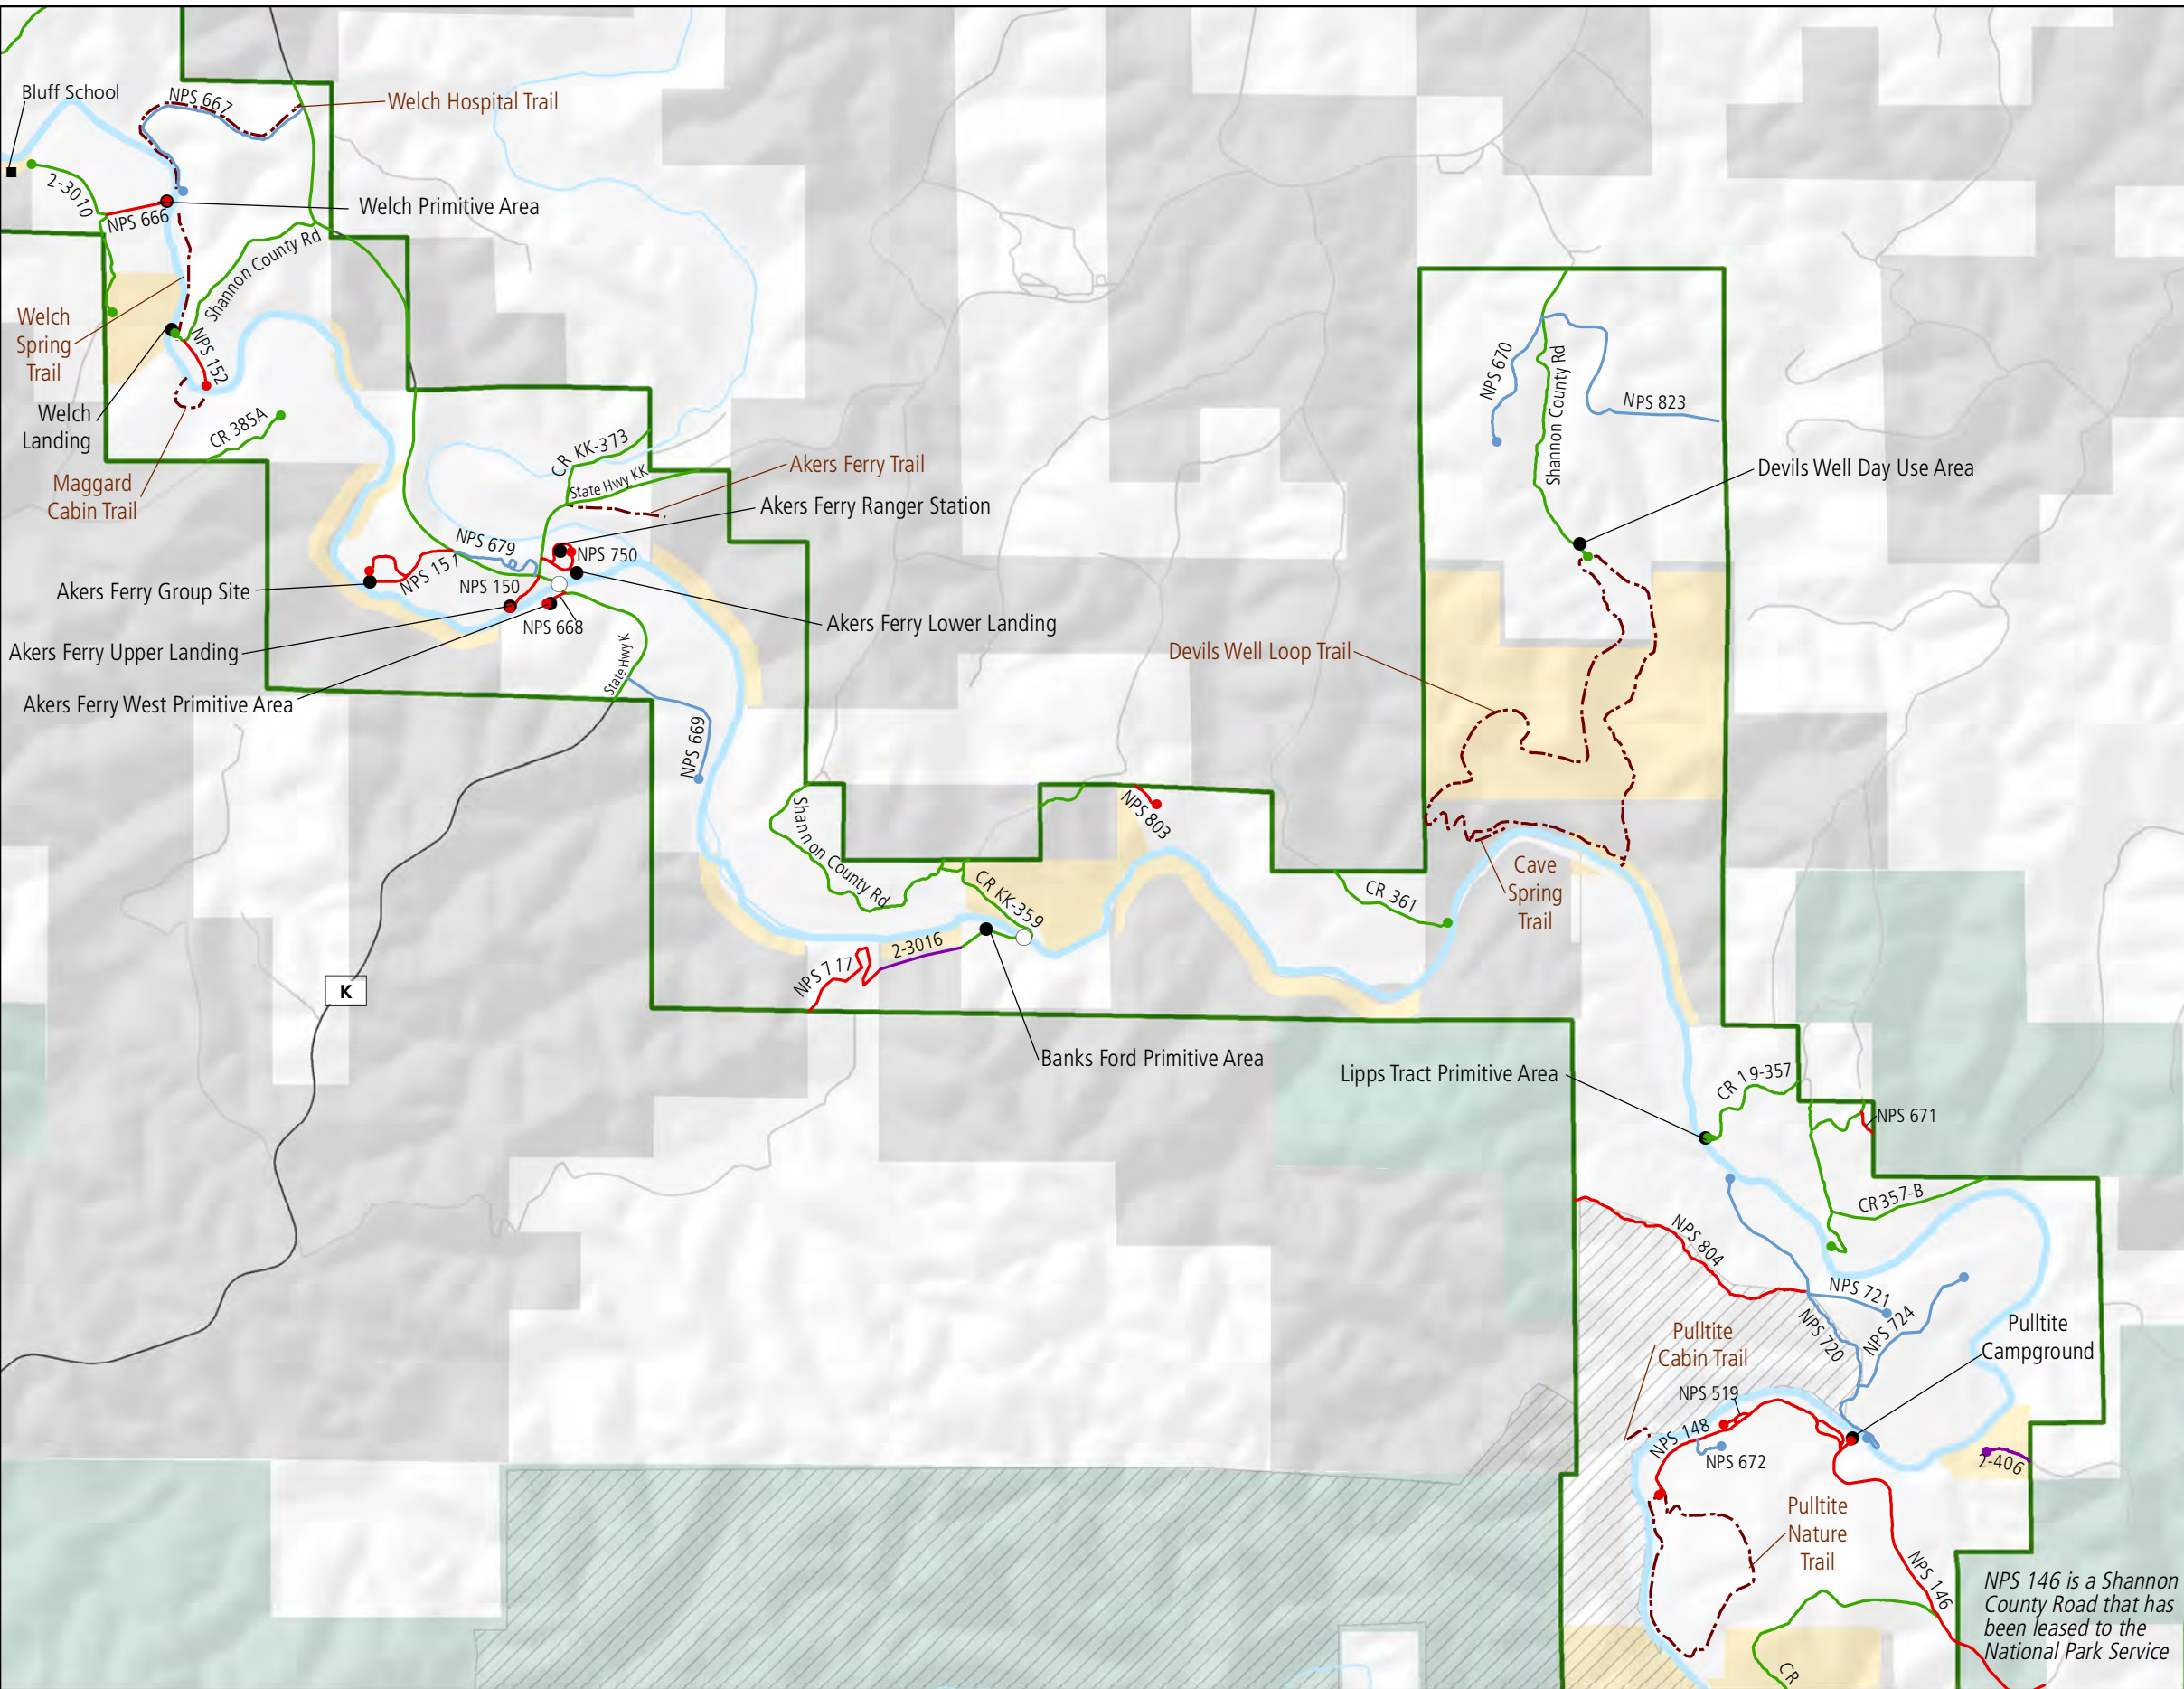 Bluff School
NPS 667
Welch Hospital Trail
2-3010
NPS 666
Welch Primitive Area
Shannon County Rd
Welch
Spring
Trail
NPS 152
Welch
Landing
CR 385A
Maggard
Cabin Trail
CR KK-373
State Hwy KK
Akers Ferry Trail
Akers Ferry Ranger Station
NPS 679
NPS 750
NPS 157
NPS 150
Akers Ferry Group Site
NPS 668
Akers Ferry Lower Landing
Akers Ferry Upper Landing
State Hwy K
Akers Ferry West Primitive Area
NPS 669
NPS 670
Shannon County Rd
NPS 823
Devils Well Day Use Area
Devils Well Loop Trail
Shannon County Rd
NPS 803
CR KK-359
CR 361
Cave
Spring
Trail
2-3016
NPS 717
K
Banks Ford Primitive Area
Lipps Tract Primitive Area
CR 19-357
NPS 671
CR 357-B
NPS 804
NPS 721
NPS 720
NPS 724
Pulltite
Campground
Pulltite
Cabin Trail
NPS 519
NPS 148
NPS 672
2-406
Pulltite
Nature
Trail
NPS 146
NPS 146 is a Shannon
County Road that has
been leased to the
National Park Service
CR